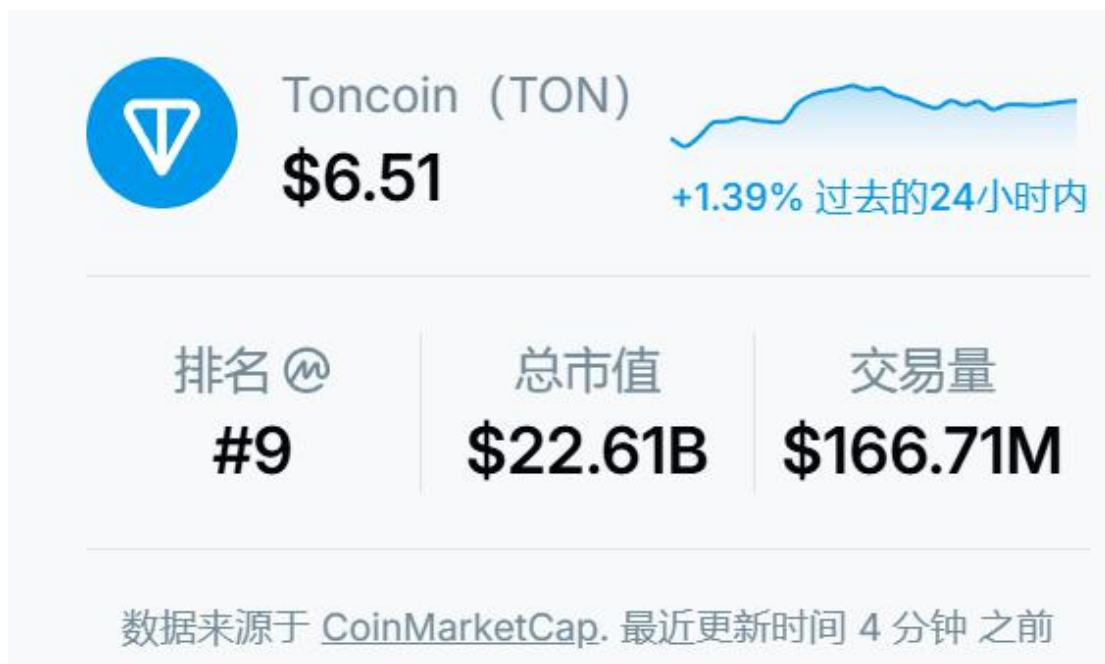 Toncoin（TON）
$6.51
+1.39% 过去的24小时内
排名
#9
总市值
$22.61B
交易量
$166.71M
数据来源于 CoinMarketCap. 最近更新时间 4 分钟 之前